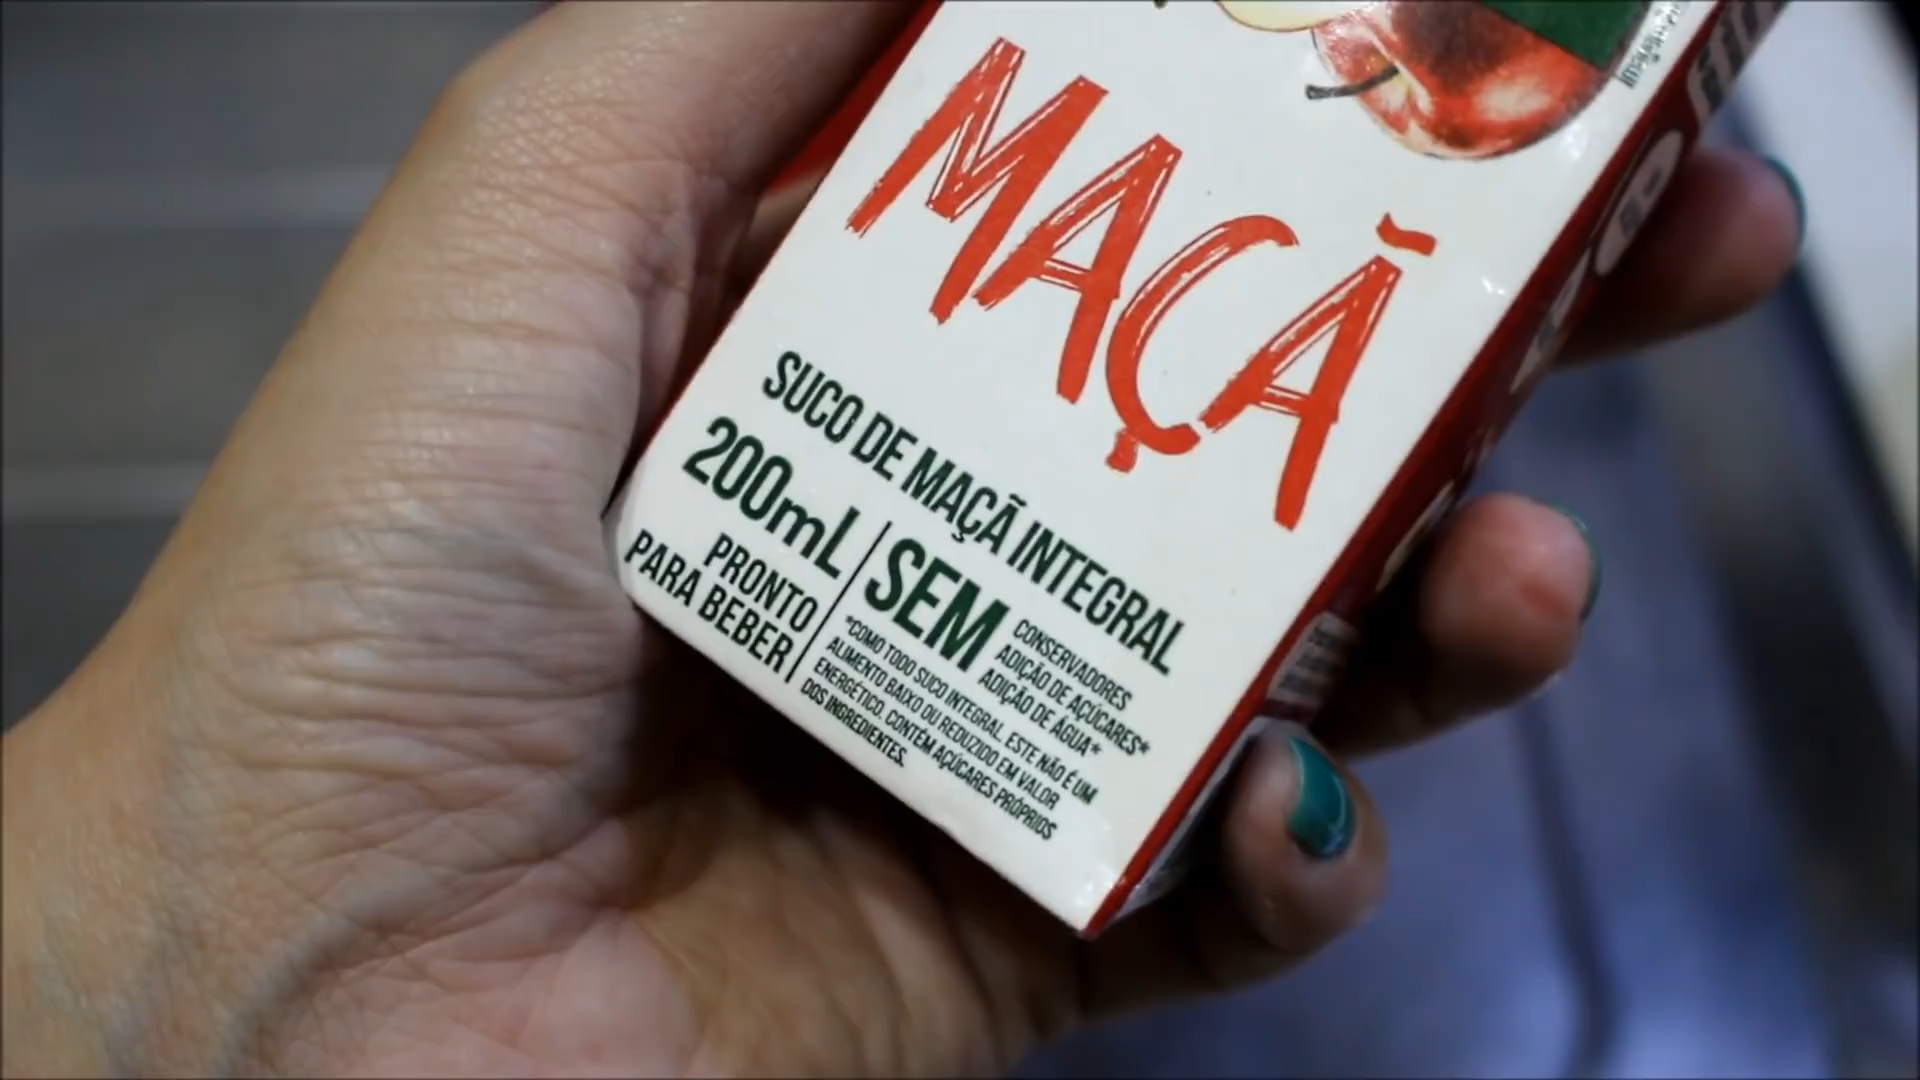 MAÇÃ
SUCO DE MAÇÃ INTEGRAL
200mL
PRONTO
PARA BEBER
SEM
CONSERVADORES
ADIÇÃO DE AÇÚCARES*
ADIÇÃO DE ÁGUA*
*COMO TODO SUCO INTEGRAL. ESTE NÃO É UM
ALIMENTO BAIXO OU REDUZIDO EM VALOR
ENERGÉTICO. CONTÉM AÇÚCARES PRÓPRIOS
DOS INGREDIENTES.